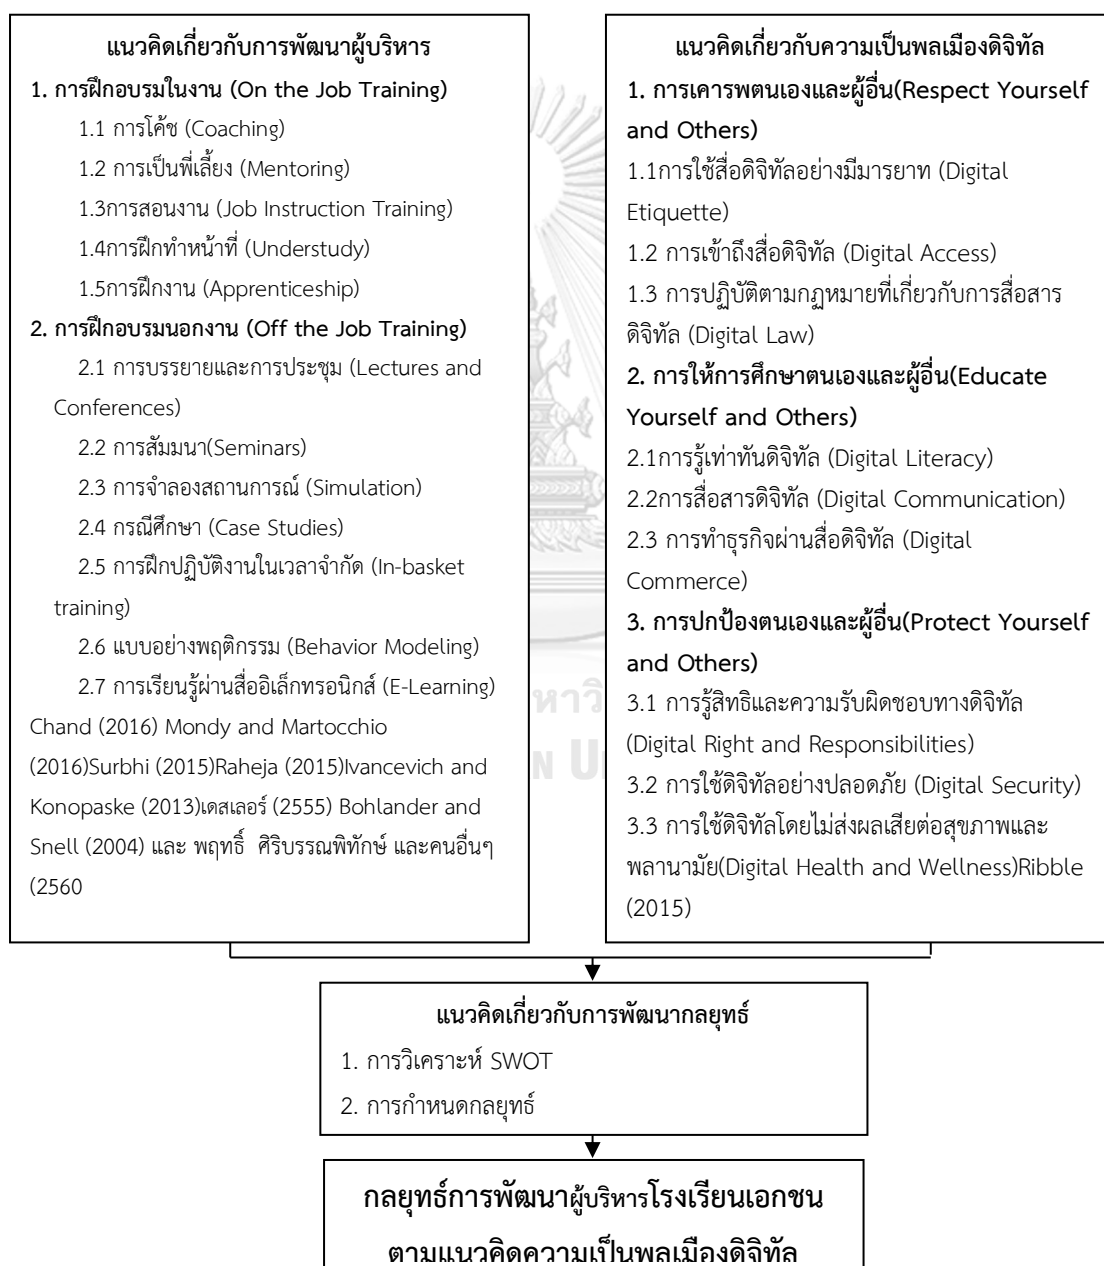 แนวคิดเกี่ยวกับการพัฒนาผู้บริหาร
1. การฝึกอบรมในงาน (On the Job Training)
1.1 การโค้ช (Coaching)
1.2 การเป็นพี่เลี้ยง (Mentoring)
1.3การสอนงาน (Job Instruction Training)
1.4การฝึกทำหน้าที่ (Understudy)
1.5การฝึกงาน (Apprenticeship)
2. การฝึกอบรมนอกงาน (Off the Job Training)
2.1 การบรรยายและการประชุม (Lectures and
Conferences)
2.2 การสัมมนา(Seminars)
2.3 การจำลองสถานการณ์ (Simulation)
2.4 กรณีศึกษา (Case Studies)
2.5 การฝึกปฏิบัติงานในเวลาจำกัด (In-basket
training)
2.6 แบบอย่างพฤติกรรม (Behavior Modeling)
2.7 การเรียนรู้ผ่านสื่ออิเล็กทรอนิกส์ (E-Learning)
Chand (2016) Mondy and Martocchio
(2016)Surbhi (2015)Raheja (2015)Ivancevich and
Konopaske (2013)เดสเลอร์ (2555) Bohlander and
Snell (2004) และ พฤทธิ์ ศิริบรรณพิทักษ์ และคนอื่นๆ
(2560
แนวคิดเกี่ยวกับความเป็นพลเมืองดิจิทัล
1. การเคารพตนเองและผู้อื่น(Respect Yourself
and Others)
1.1การใช้สื่อดิจิทัลอย่างมีมารยาท (Digital
Etiquette)
1.2 การเข้าถึงสื่อดิจิทัล (Digital Access)
1.3 การปฏิบัติตามกฎหมายที่เกี่ยวกับการสื่อสาร
ดิจิทัล (Digital Law)
2. การให้การศึกษาตนเองและผู้อื่น(Educate
Yourself and Others)
2.1การรู้เท่าทันดิจิทัล (Digital Literacy)
2.2การสื่อสารดิจิทัล (Digital Communication)
2.3 การทำธุรกิจผ่านสื่อดิจิทัล (Digital
Commerce)
3. การปกป้องตนเองและผู้อื่น(Protect Yourself
and Others)
3.1 การรู้สิทธิและความรับผิดชอบทางดิจิทัล
(Digital Right and Responsibilities)
3.2 การใช้ดิจิทัลอย่างปลอดภัย (Digital Security)
3.3 การใช้ดิจิทัลโดยไม่ส่งผลเสียต่อสุขภาพและ
พลานามัย(Digital Health and Wellness)Ribble
(2015)
แนวคิดเกี่ยวกับการพัฒนากลยุทธ์
1. การวิเคราะห์ SWOT
2. การกำหนดกลยุทธ์
กลยุทธ์การพัฒนาผู้บริหารโรงเรียนเอกชน
ตามแนวคิดความเป็นพลเมืองดิจิทัล